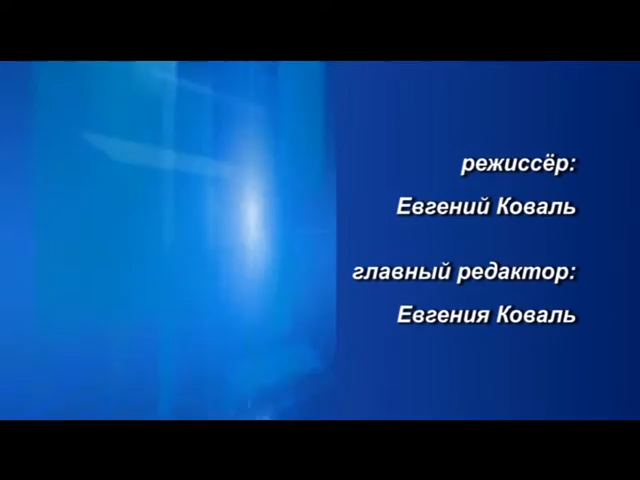 режиссёр:
Евгений Коваль
главный редактор:
Евгения Коваль